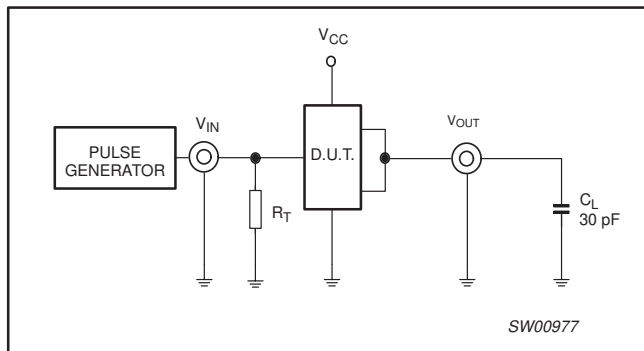 VCC
VIN
VOUT
PULSE
GENERATOR
D.U.T.
RT
CL
30 pF
SW00977